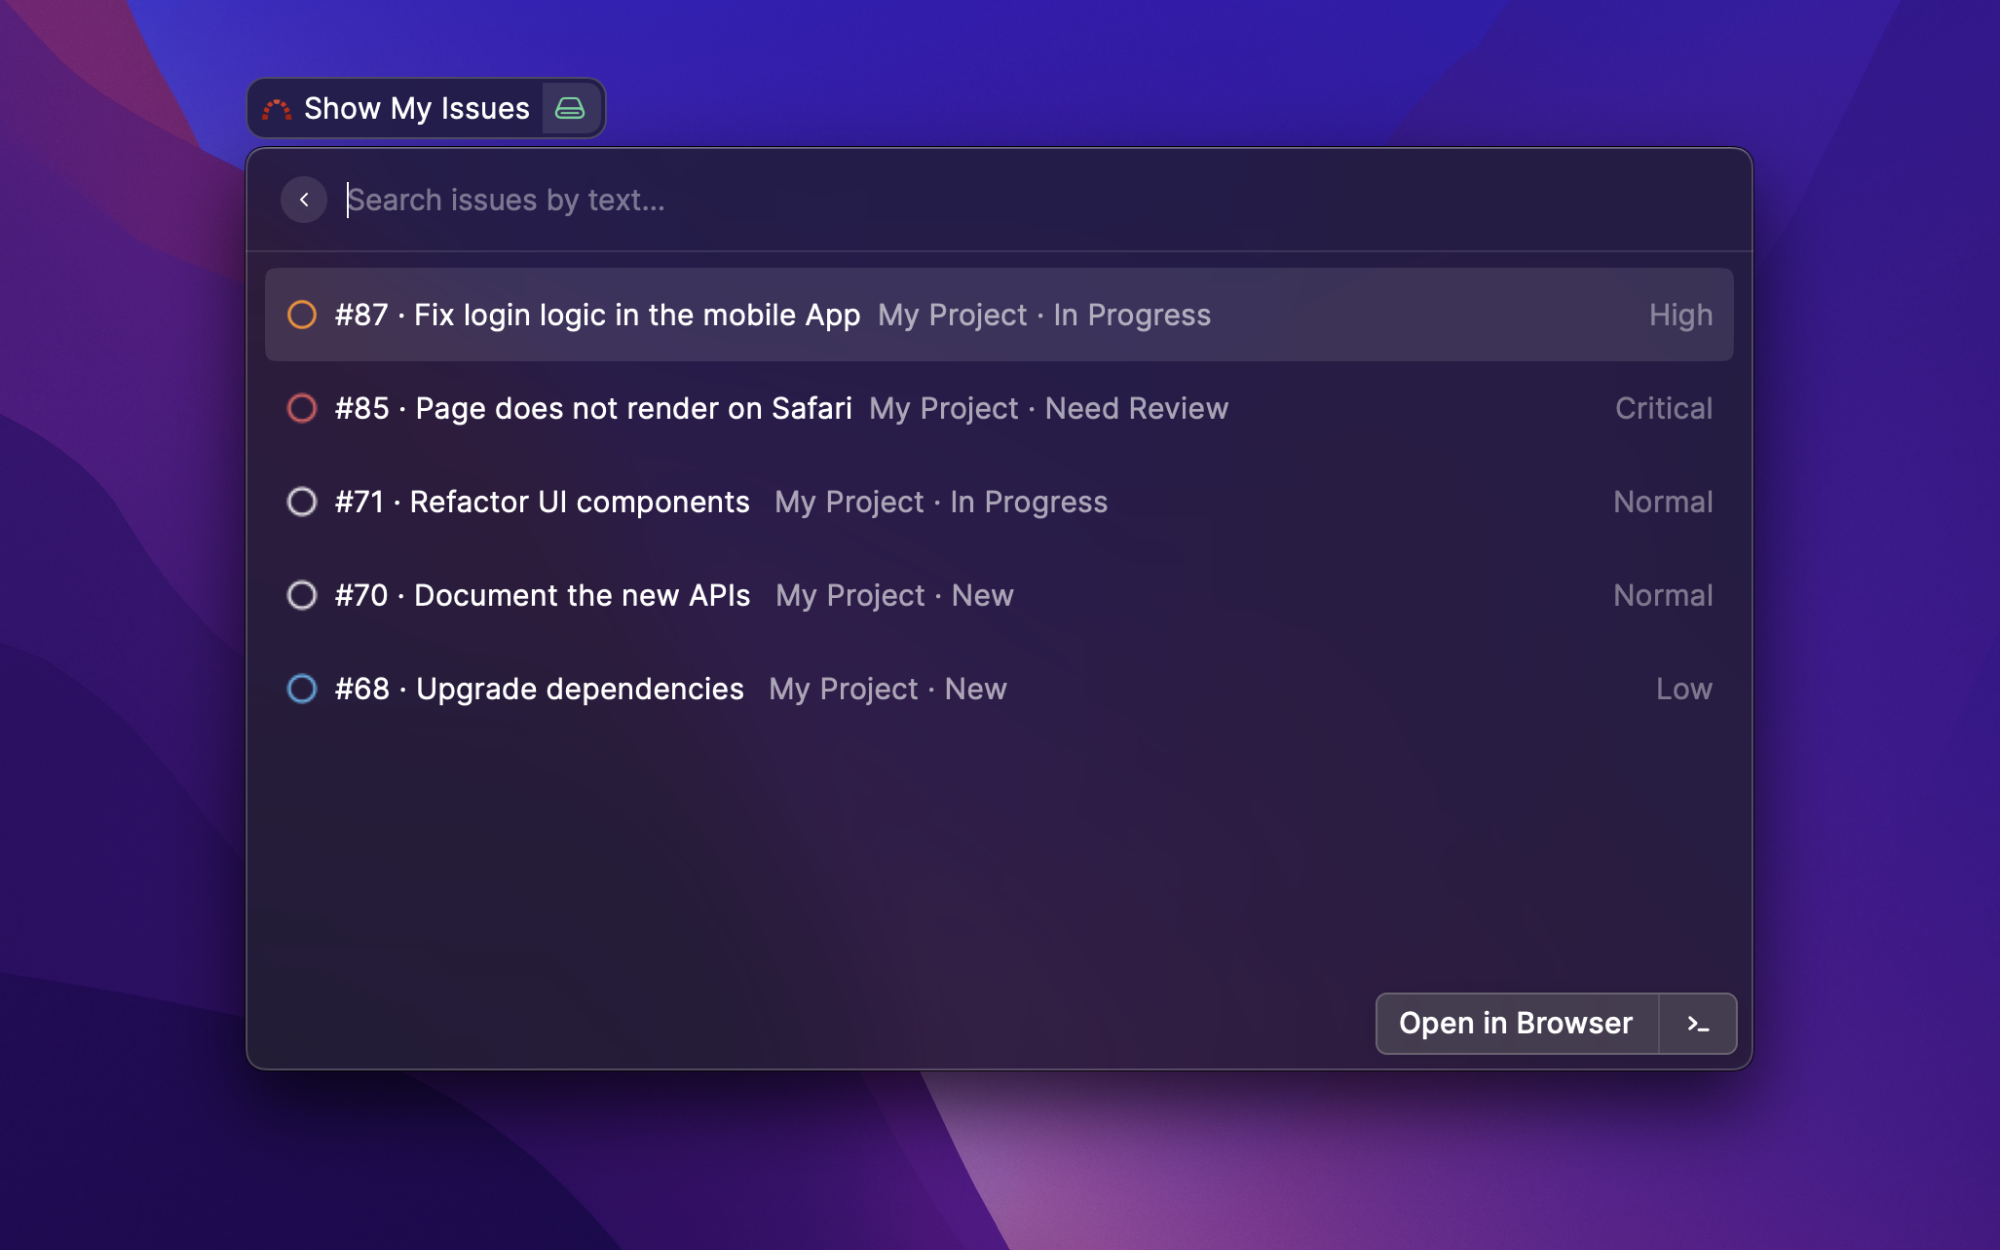 Show My Issues
Search issues by text...
#87 · Fix login logic in the mobile App My Project · In Progress High
#85 · Page does not render on Safari My Project · Need Review Critical
#71 · Refactor UI components My Project · In Progress Normal
#70 · Document the new APIs My Project · New Normal
#68 · Upgrade dependencies My Project · New Low
Open in Browser